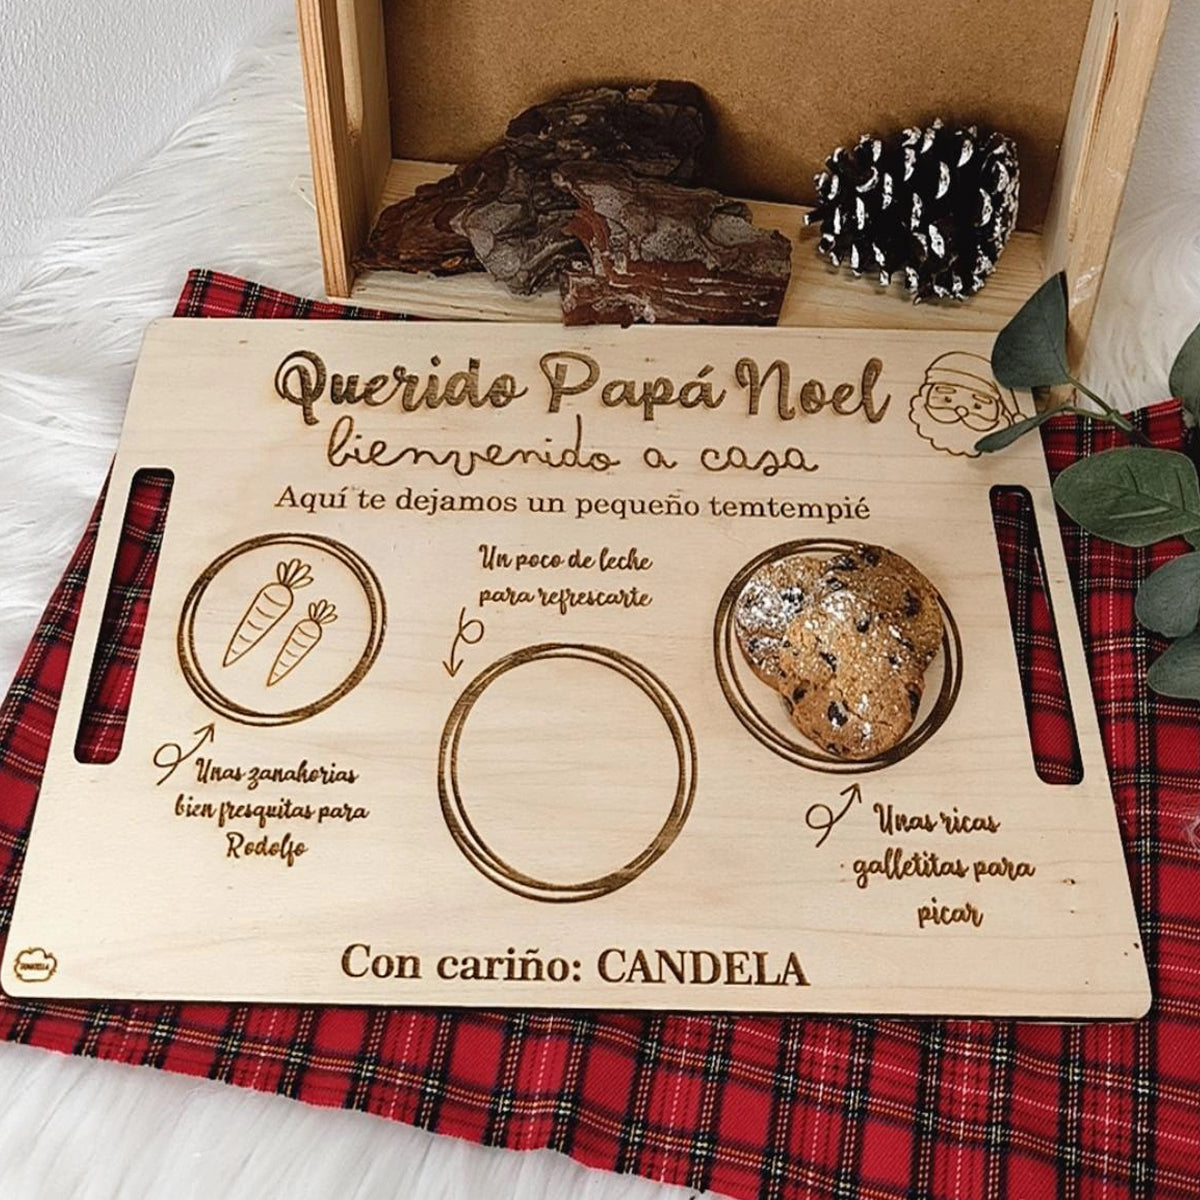 Querido Papá Noel
bienvenido a casa
Aquí te dejamos un pequeño temtempié
Un poco de leche
para refrescarte
Unas zanahorias
bien fresquitas para
Rodolfo
Unas ricas
galletitas para
picar
Con cariño: CANDELA